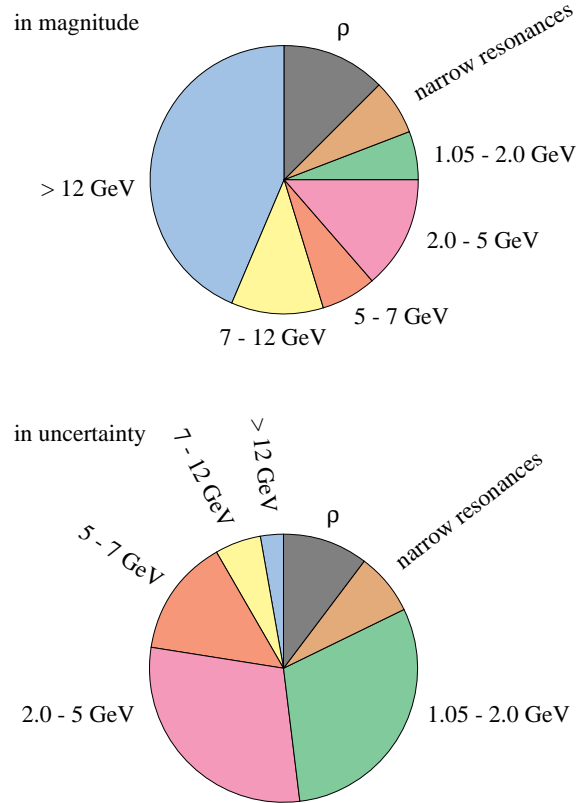 in magnitude
ρ
narrow resonances
1.05 - 2.0 GeV
2.0 - 5 GeV
5 - 7 GeV
7 - 12 GeV
> 12 GeV
in uncertainty
ρ
narrow resonances
1.05 - 2.0 GeV
2.0 - 5 GeV
5 - 7 GeV
7 - 12 GeV
> 12 GeV